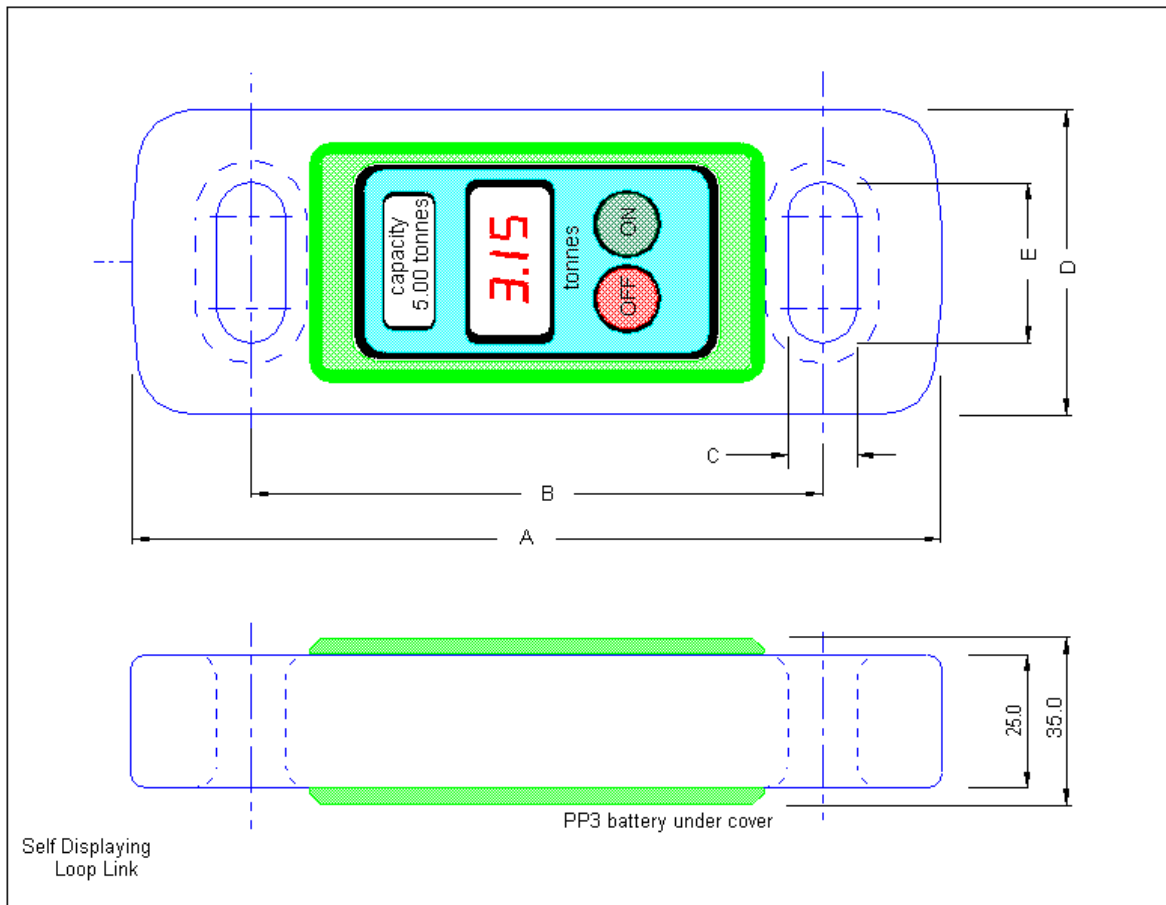 capacity
5.00 tonnes
3.15
tonnes
ON
OFF
E
D
C
B
A
25.0
35.0
PP3 battery under cover
Self Displaying
Loop Link